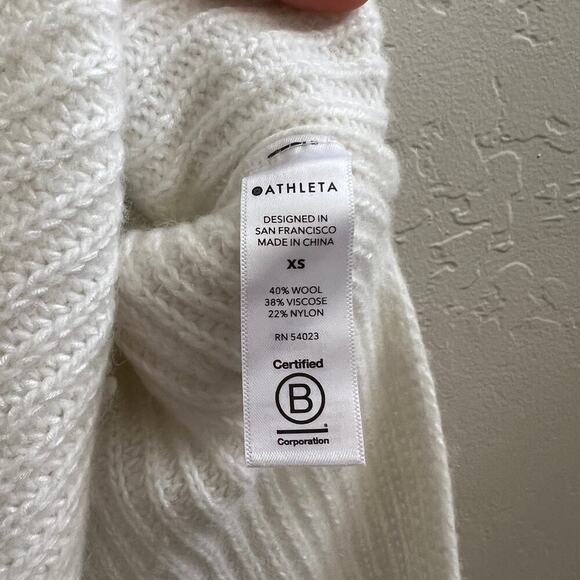 ATHLETA
DESIGNED IN
SAN FRANCISCO
MADE IN CHINA
XS
40% WOOL
38% VISCOSE
22% NYLON
RN 54023
Certified
B
Corporation